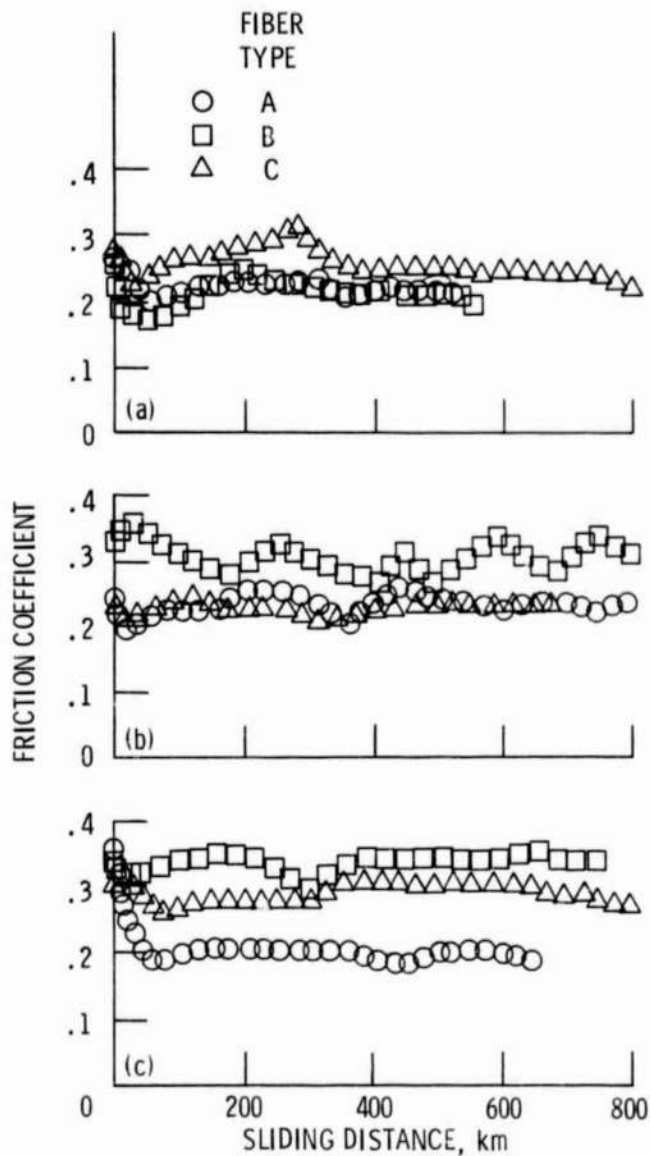 FIBER
TYPE
A
B
C
.4
.3
.2
.1
0
(a)
FRICTION COEFFICIENT
.4
.3
.2
.1
0
(b)
.4
.3
.2
.1
(c)
0 200 400 600 800
SLIDING DISTANCE, km